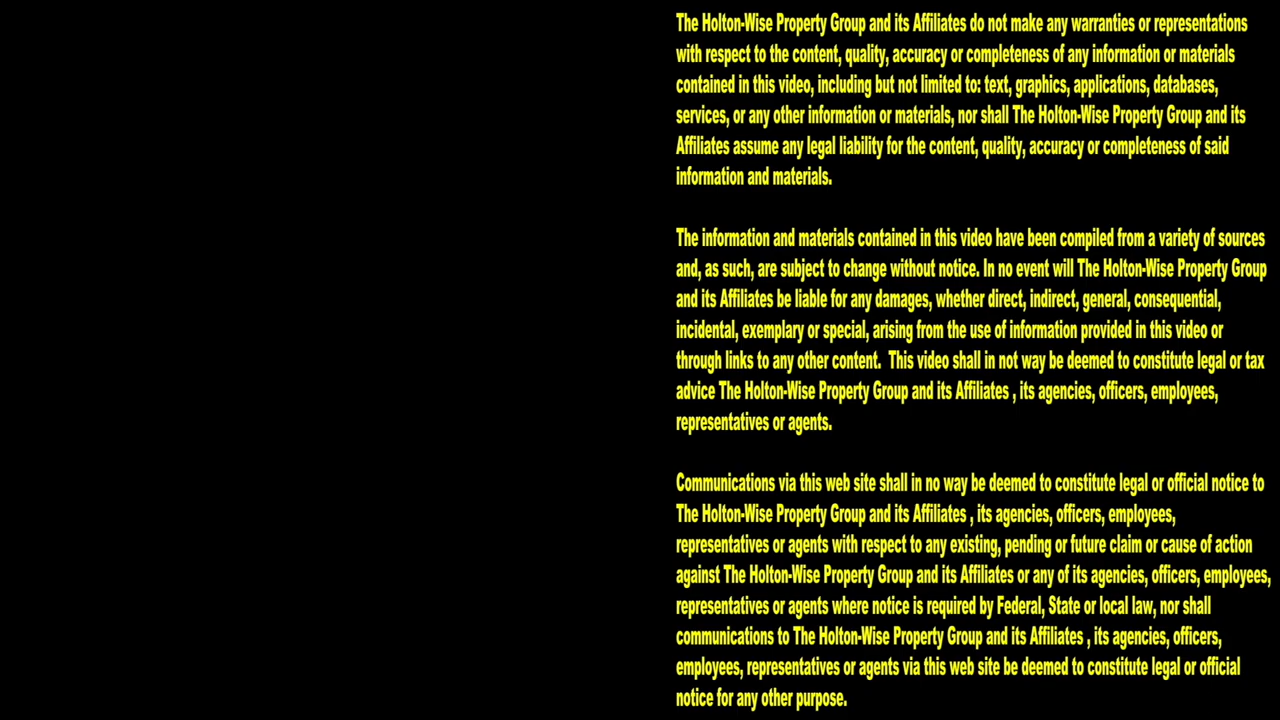 The Holton-Wise Property Group and its Affiliates do not make any warranties or representations
with respect to the content, quality, accuracy or completeness of any information or materials
contained in this video, including but not limited to: text, graphics, applications, databases,
services, or any other information or materials, nor shall The Holton-Wise Property Group and its
Affiliates assume any legal liability for the content, quality, accuracy or completeness of said
information and materials.
The information and materials contained in this video have been compiled from a variety of sources
and, as such, are subject to change without notice. In no event will The Holton-Wise Property Group
and its Affiliates be liable for any damages, whether direct, indirect, general, consequential,
incidental, exemplary or special, arising from the use of information provided in this video or
through links to any other content.  This video shall in not way be deemed to constitute legal or tax
advice The Holton-Wise Property Group and its Affiliates , its agencies, officers, employees,
representatives or agents.
Communications via this web site shall in no way be deemed to constitute legal or official notice to
The Holton-Wise Property Group and its Affiliates , its agencies, officers, employees,
representatives or agents with respect to any existing, pending or future claim or cause of action
against The Holton-Wise Property Group and its Affiliates or any of its agencies, officers, employees,
representatives or agents where notice is required by Federal, State or local law, nor shall
communications to The Holton-Wise Property Group and its Affiliates , its agencies, officers,
employees, representatives or agents via this web site be deemed to constitute legal or official
notice for any other purpose.